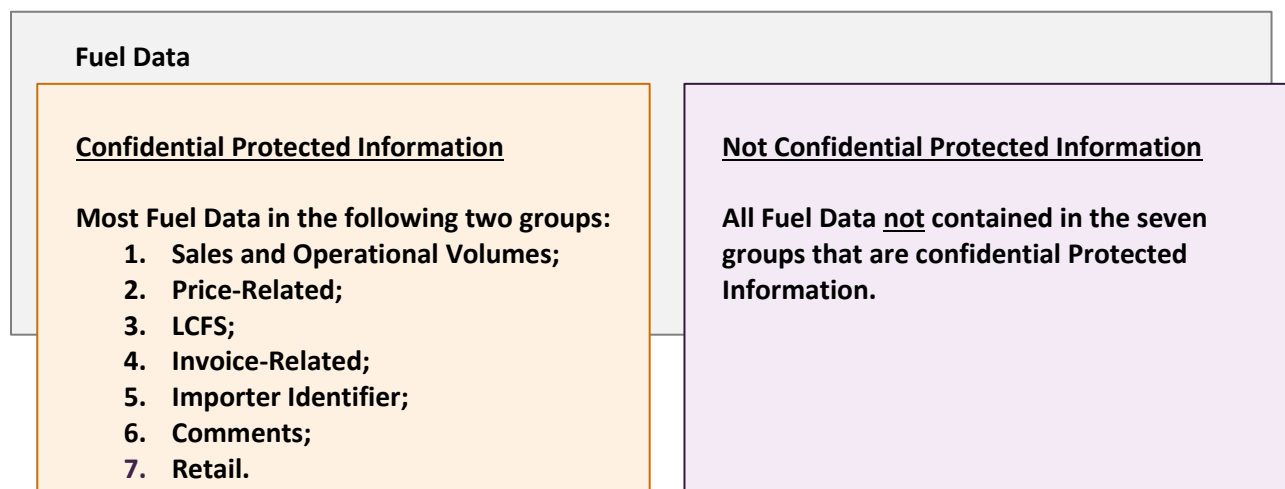 Fuel Data
Confidential Protected Information
Most Fuel Data in the following two groups:
1. Sales and Operational Volumes;
2. Price-Related;
3. LCFS;
4. Invoice-Related;
5. Importer Identifier;
6. Comments;
7. Retail.
Not Confidential Protected Information
All Fuel Data not contained in the seven
groups that are confidential Protected
Information.